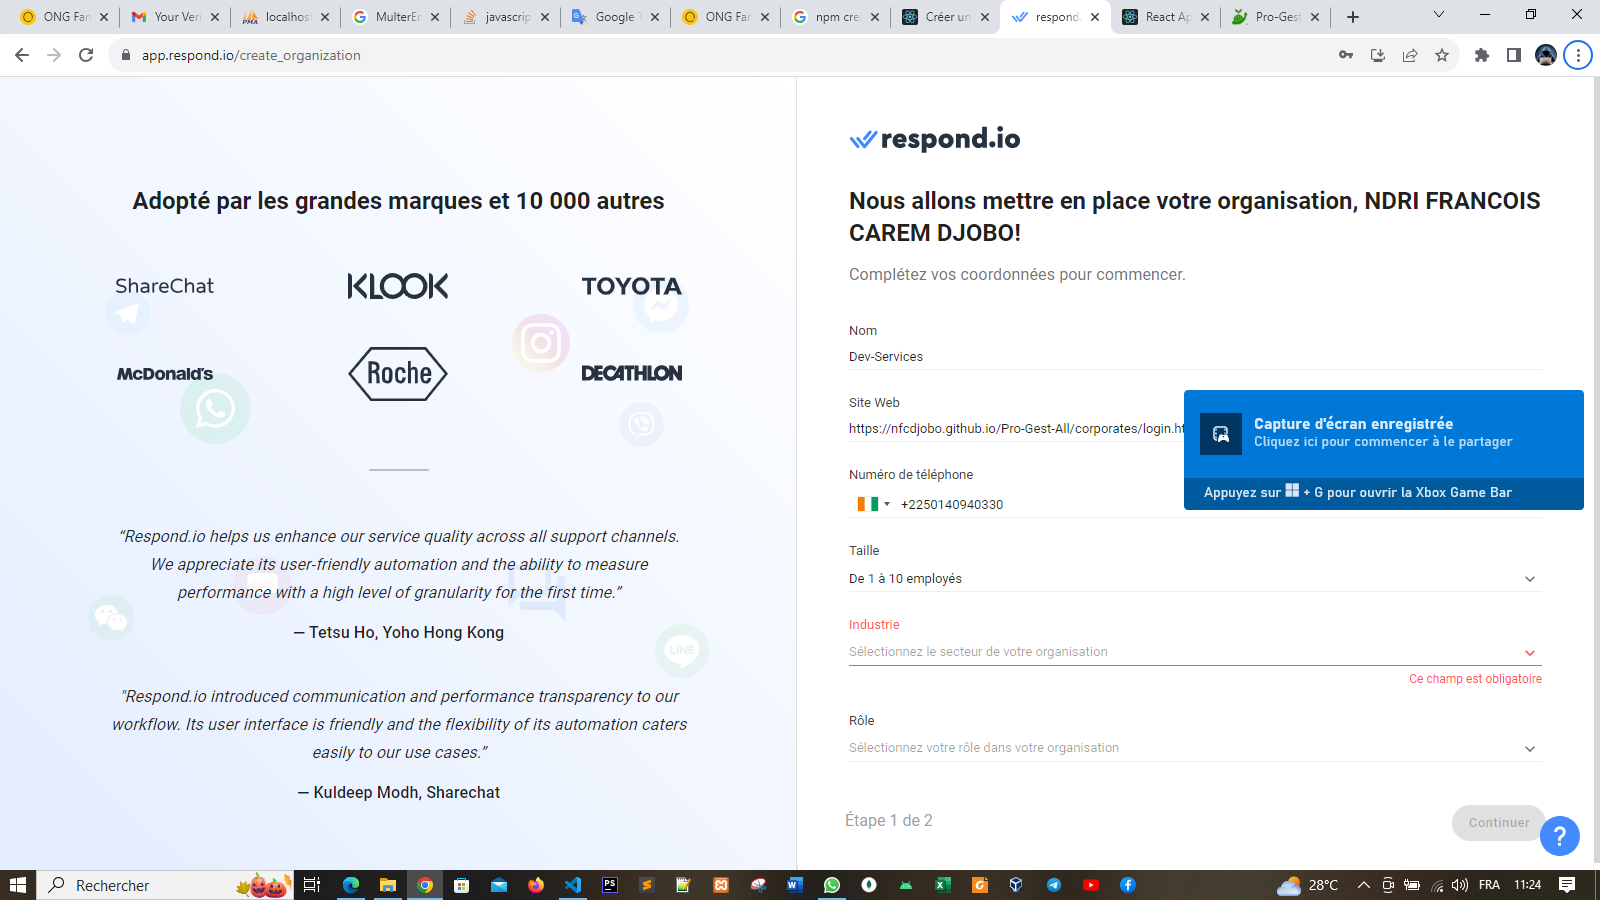 ONG Fan
Your Veri
localhost
MulterEr
javascrip
Google T
ONG Fan
npm crea
Créer un
respond.
React Ap
Pro-Gest
app.respond.io/create_organization
Adopté par les grandes marques et 10 000 autres
ShareChat
KLOOK
TOYOTA
McDonald's
Roche
DECATHLON
“Respond.io helps us enhance our service quality across all support channels.
We appreciate its user-friendly automation and the ability to measure
performance with a high level of granularity for the first time.”
— Tetsu Ho, Yoho Hong Kong
LINE
"Respond.io introduced communication and performance transparency to our
workflow. Its user interface is friendly and the flexibility of its automation caters
easily to our use cases.”
— Kuldeep Modh, Sharechat
respond.io
Nous allons mettre en place votre organisation, NDRI FRANCOIS
CAREM DJOBO!
Complétez vos coordonnées pour commencer.
Nom
Dev-Services
Site Web
https://nfcdjobo.github.io/Pro-Gest-All/corporates/login.ht
Numéro de téléphone
+2250140940330
Capture d'écran enregistrée
Cliquez ici pour commencer à le partager
Appuyez sur + G pour ouvrir la Xbox Game Bar
Taille
De 1 à 10 employés
Industrie
Sélectionnez le secteur de votre organisation
Ce champ est obligatoire
Rôle
Sélectionnez votre rôle dans votre organisation
Étape 1 de 2
Continuer
?
Rechercher
28°C
FRA
11:24